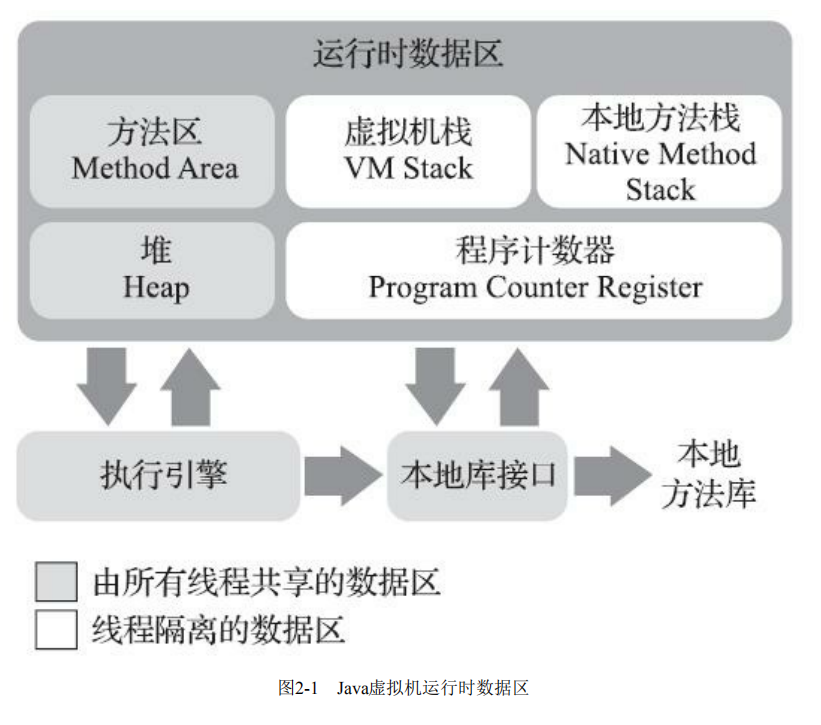 运行时数据区
方法区
Method Area
虚拟机栈
VM Stack
本地方法栈
Native Method
Stack
堆
Heap
程序计数器
Program Counter Register
执行引擎
本地库接口
本地
方法库
由所有线程共享的数据区
线程隔离的数据区
图2-1 Java虚拟机运行时数据区